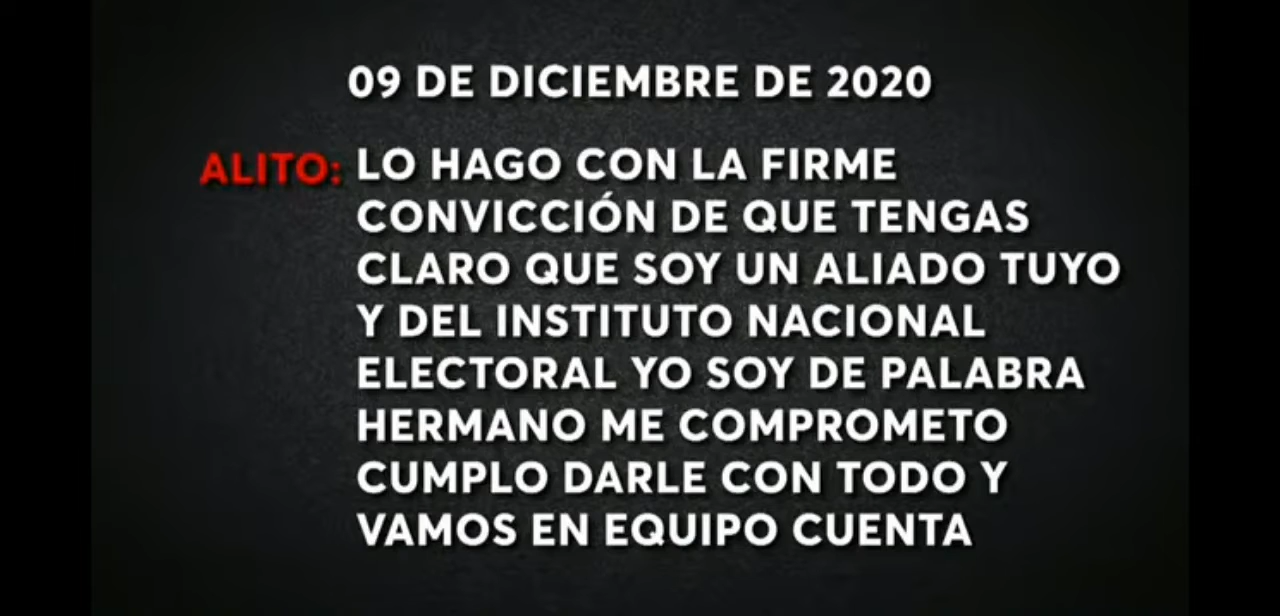 09 DE DICIEMBRE DE 2020
ALITO: LO HAGO CON LA FIRME
CONVICCIÓN DE QUE TENGAS
CLARO QUE SOY UN ALIADO TUYO
Y DEL INSTITUTO NACIONAL
ELECTORAL YO SOY DE PALABRA
HERMANO ME COMPROMETO
CUMPLO DARLE CON TODO Y
VAMOS EN EQUIPO CUENTA